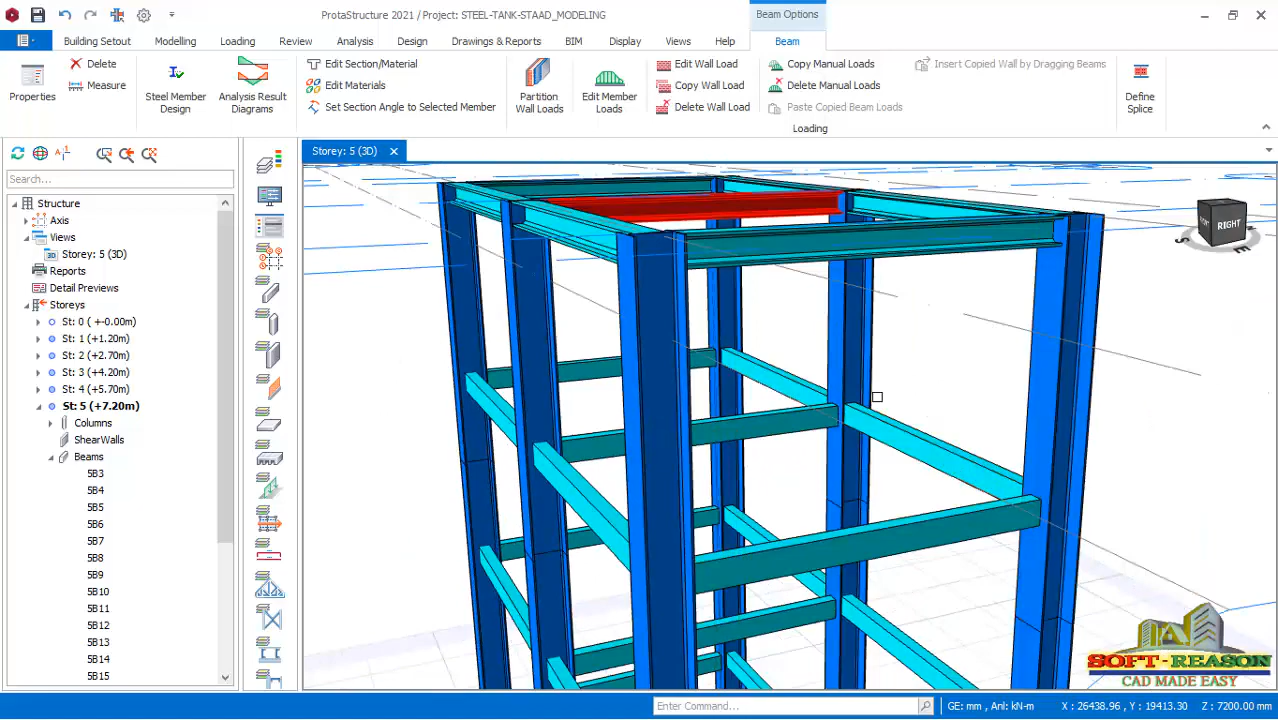 ProtaStructure 2021 / Project: STEEL-TANK-STAAD_MODELING
Beam Options
Building Setout
Modelling
Loading
Review
Analysis
Design
Drawings & Reports
BIM
Display
Views
Help
Beam
Properties
Delete
Measure
Steel Member Design
Analysis Result Diagrams
Edit Section/Material
Edit Materials
Set Section Angle to Selected Member
Partition Wall Loads
Edit Member Loads
Edit Wall Load
Copy Wall Load
Delete Wall Load
Copy Manual Loads
Delete Manual Loads
Paste Copied Beam Loads
Insert Copied Wall by Dragging Beams
Define Splice
Loading
Storey: 5 (3D)
Search...
Structure
Axis
Views
Storey: 5 (3D)
Reports
Detail Previews
Storeys
St: 0 ( +-0.00m)
St: 1 (+1.20m)
St: 2 (+2.70m)
St: 3 (+4.20m)
St: 4 (+5.70m)
St: 5 (+7.20m)
Columns
ShearWalls
Beams
5B3
5B4
5B5
5B6
5B7
5B8
5B9
5B10
5B11
5B12
5B13
5B14
5B15
RIGHT
S
E
SOFT-REASON
CAD MADE EASY
Enter Command...
GE: mm , Anl: kN-m
X : 26438.96 , Y : 19413.30
Z : 7200.00 mm